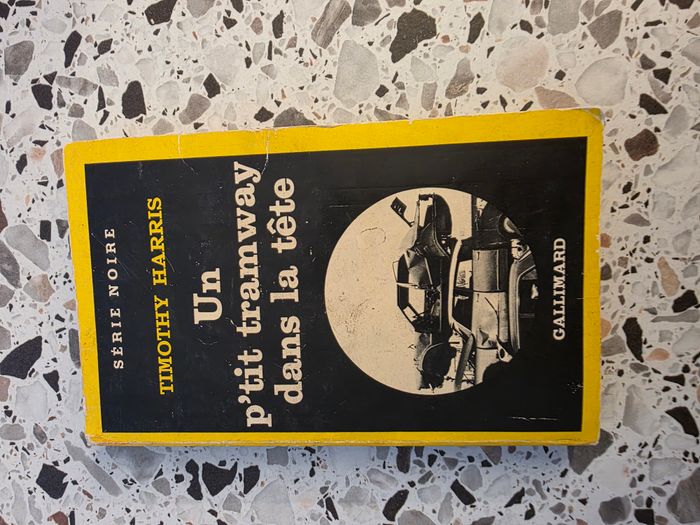 SÉRIE NOIRE
TIMOTHY HARRIS
Un
p'tit tramway
dans la tête
GALLIMARD